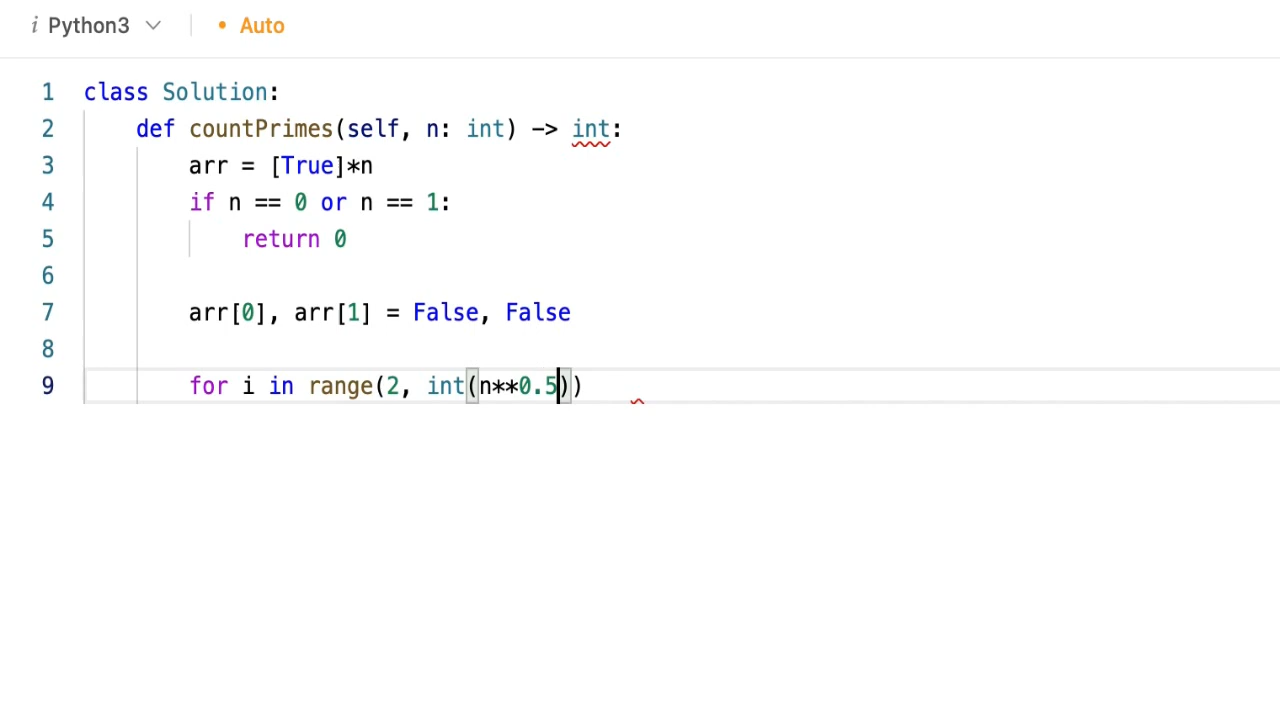 i Python3 • Auto
1 class Solution:
2 def countPrimes(self, n: int) -> int:
3 arr = [True]*n
4 if n == 0 or n == 1:
5 return 0
6
7 arr[0], arr[1] = False, False
8
9 for i in range(2, int(n**0.5))